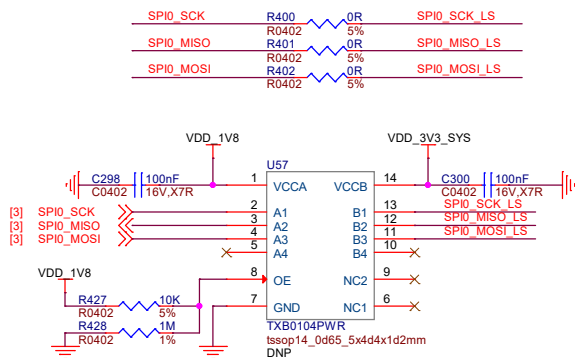 SPI0_SCK R400 0R SPI0_SCK_LS
R0402 5%
SPI0_MISO R401 0R SPI0_MISO_LS
R0402 5%
SPI0_MOSI R402 0R SPI0_MOSI_LS
R0402 5%
VDD_1V8 VDD_3V3_SYS
U57
C298 100nF 1 VCCA VCCB 14 C300 100nF
C0402 16V,X7R C0402 16V,X7R
[3] SPI0_SCK 2 A1 B1 13 SPI0_SCK_LS
[3] SPI0_MISO 3 A2 B2 12 SPI0_MISO_LS
[3] SPI0_MOSI 4 A3 B3 11 SPI0_MOSI_LS
5 A4 B4 10
VDD_1V8 8 OE NC2 9
R427 10K 7 GND NC1 6
R0402 5%
R428 1M TXB0104PWR
R0402 1% tssop14_0d65_5x4d4x1d2mm
DNP